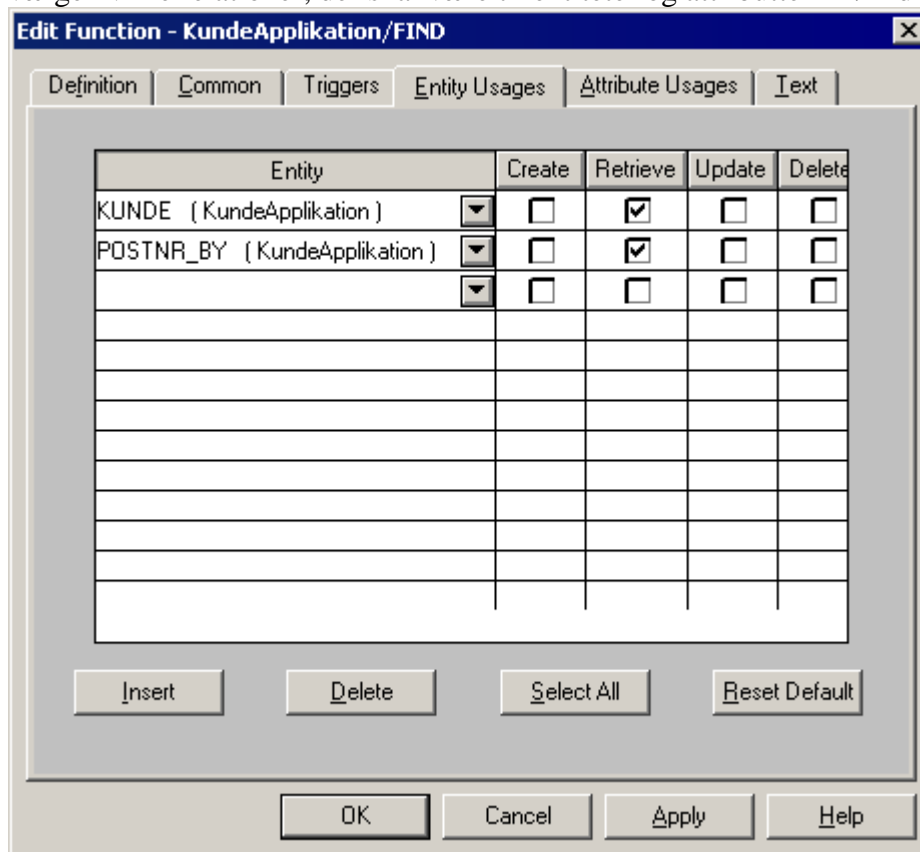 Edit Function - KundeApplikation/FIND
Definition Common Triggers Entity Usages Attribute Usages Text
Entity Create Retrieve Update Delete
KUNDE ( KundeApplikation )
POSTNR_BY ( KundeApplikation )
Insert Delete Select All Reset Default
OK Cancel Apply Help